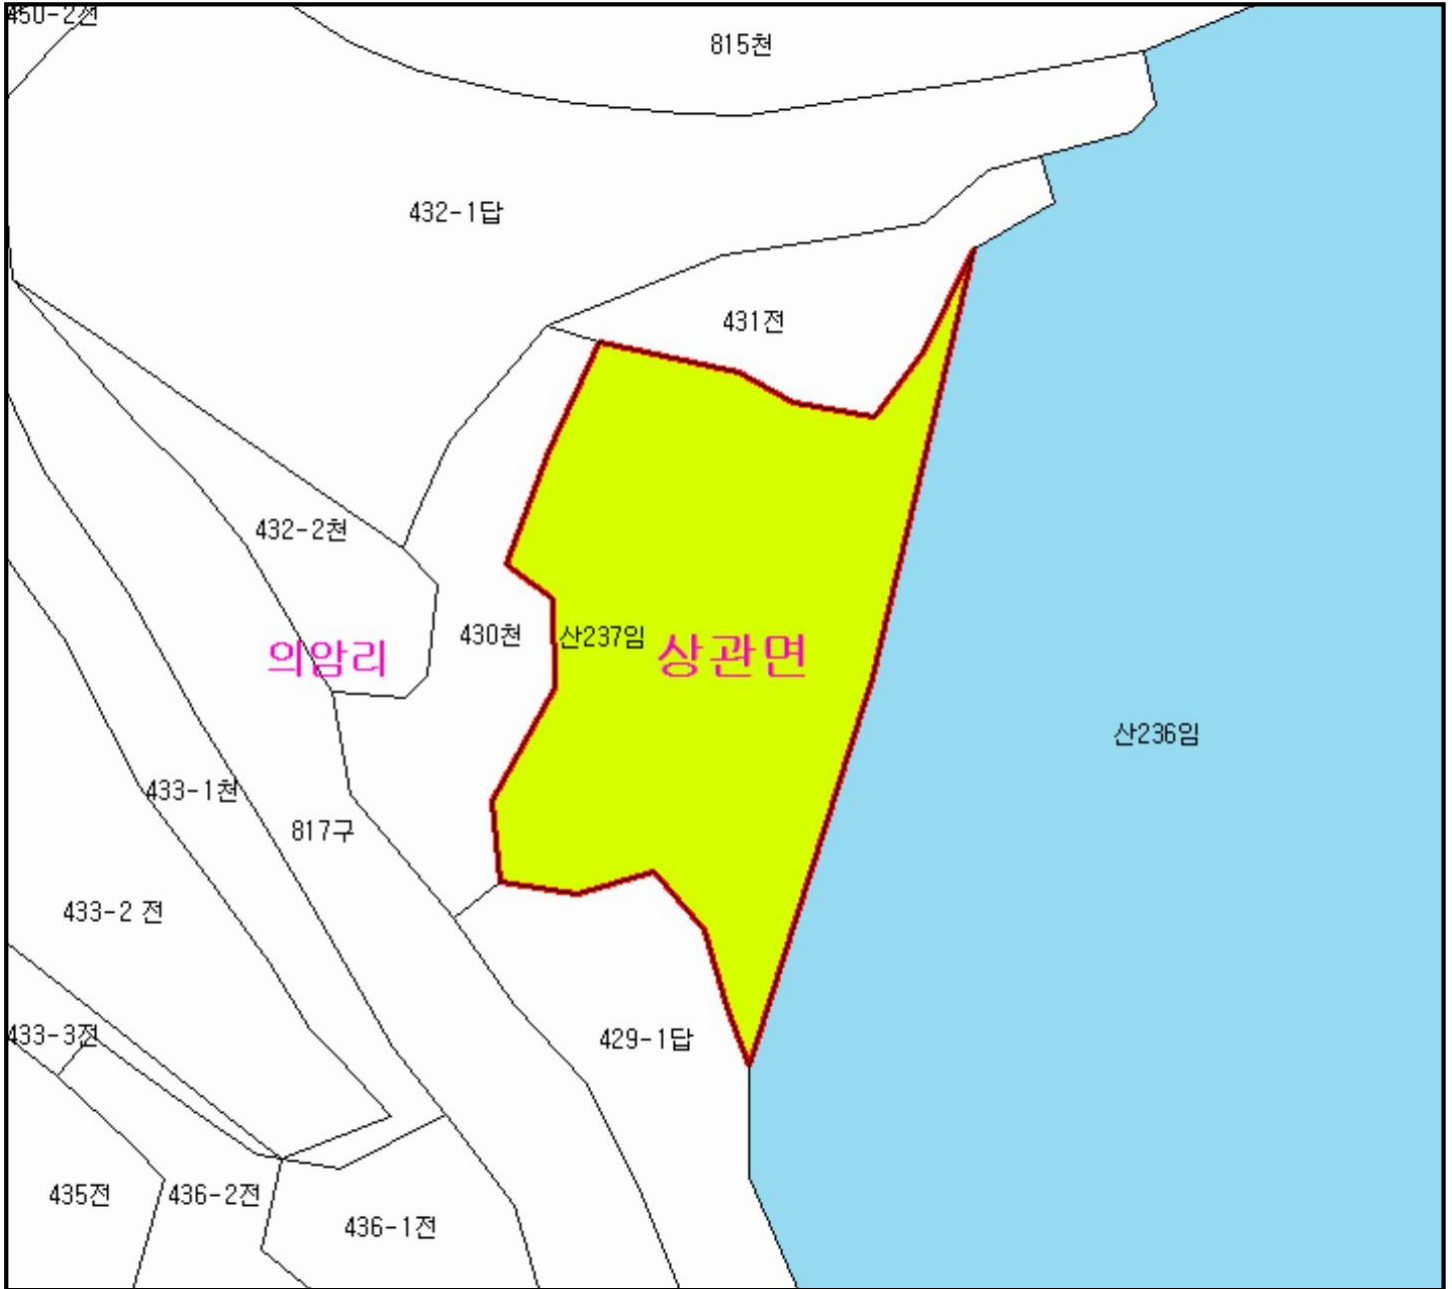 450-2전
815천
432-1답
431전
432-2천
430천
산237임
상관면
의암리
산236임
433-1천
817구
433-2 전
433-3전
429-1답
435전
436-2전
436-1전